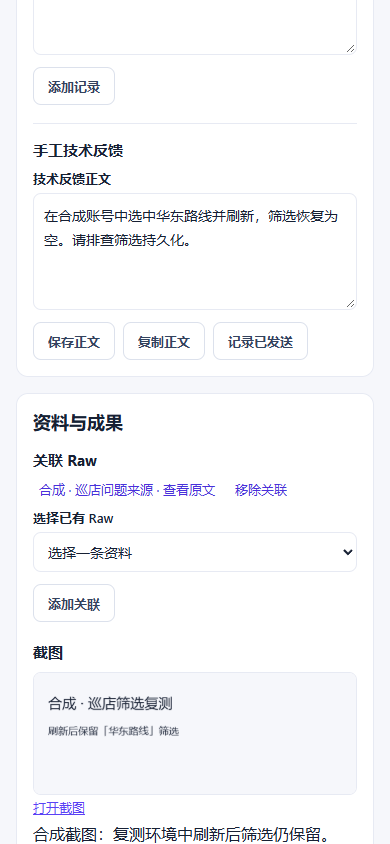 添加记录
手工技术反馈
技术反馈正文
在合成账号中选中华东路线并刷新，筛选恢复为
空。请排查筛选持久化。
保存正文 复制正文 记录已发送
资料与成果
关联 Raw
合成 · 巡店问题来源 · 查看原文 移除关联
选择已有 Raw
选择一条资料
添加关联
截图
合成 · 巡店筛选复测
刷新后保留「华东路线」筛选
打开截图
合成截图：复测环境中刷新后筛选仍保留。